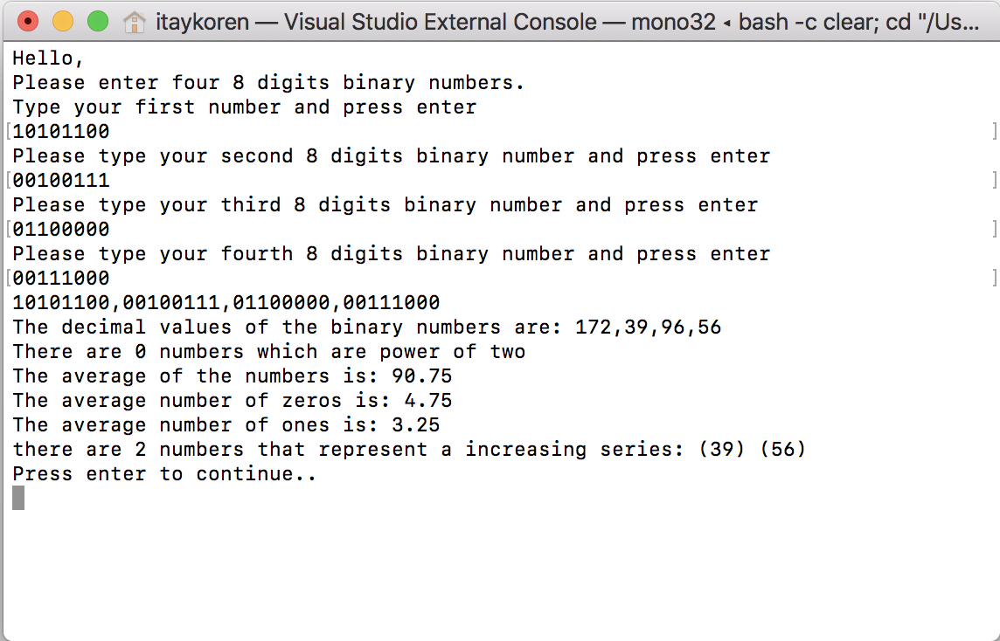 itaykoren — Visual Studio External Console — mono32 ◂ bash -c clear; cd "/Us...
Hello,
Please enter four 8 digits binary numbers.
Type your first number and press enter
[10101100]
Please type your second 8 digits binary number and press enter
[00100111]
Please type your third 8 digits binary number and press enter
[01100000]
Please type your fourth 8 digits binary number and press enter
[00111000]
10101100,00100111,01100000,00111000
The decimal values of the binary numbers are: 172,39,96,56
There are 0 numbers which are power of two
The average of the numbers is: 90.75
The average number of zeros is: 4.75
The average number of ones is: 3.25
there are 2 numbers that represent a increasing series: (39) (56)
Press enter to continue..